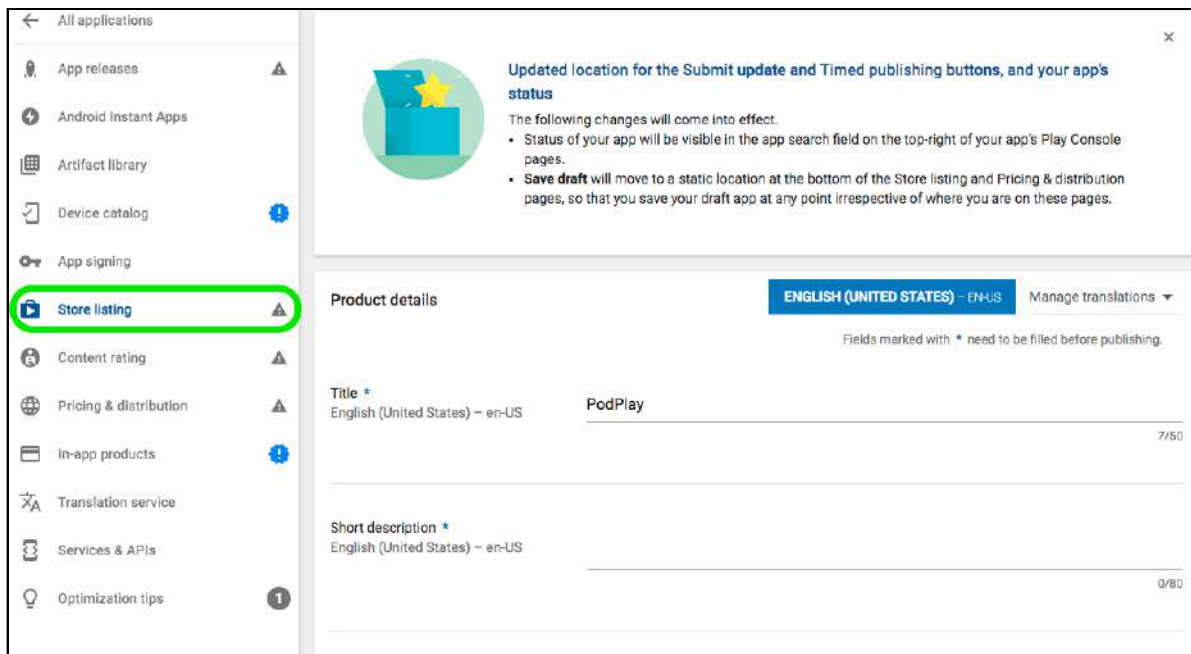 All applications
App releases
Android Instant Apps
Artifact library
Device catalog
App signing
Store listing
Content rating
Pricing & distribution
In-app products
Translation service
Services & APIs
Optimization tips
1
Updated location for the Submit update and Timed publishing buttons, and your app's
status
The following changes will come into effect.
• Status of your app will be visible in the app search field on the top-right of your app's Play Console
pages.
• Save draft will move to a static location at the bottom of the Store listing and Pricing & distribution
pages, so that you save your draft app at any point irrespective of where you are on these pages.
Product details
ENGLISH (UNITED STATES) – EN-US
Manage translations
Fields marked with * need to be filled before publishing.
Title *
English (United States) – en-US
PodPlay
7/50
Short description *
English (United States) – en-US
0/80